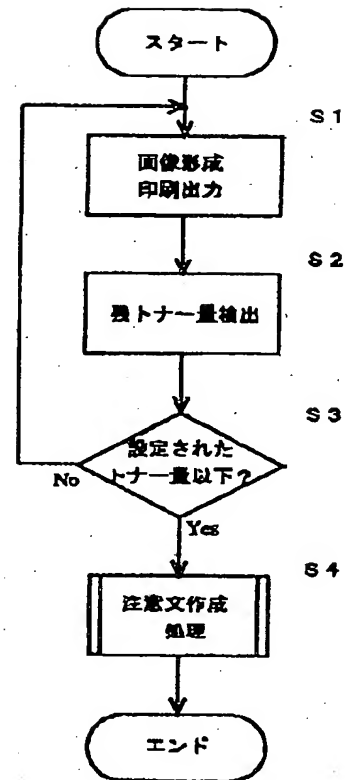 スタート
S1
画像形成
印刷出力
S2
残トナー量検出
S3
設定された
トナー量以下?
No
Yes
S4
注意文作成
処理
エンド